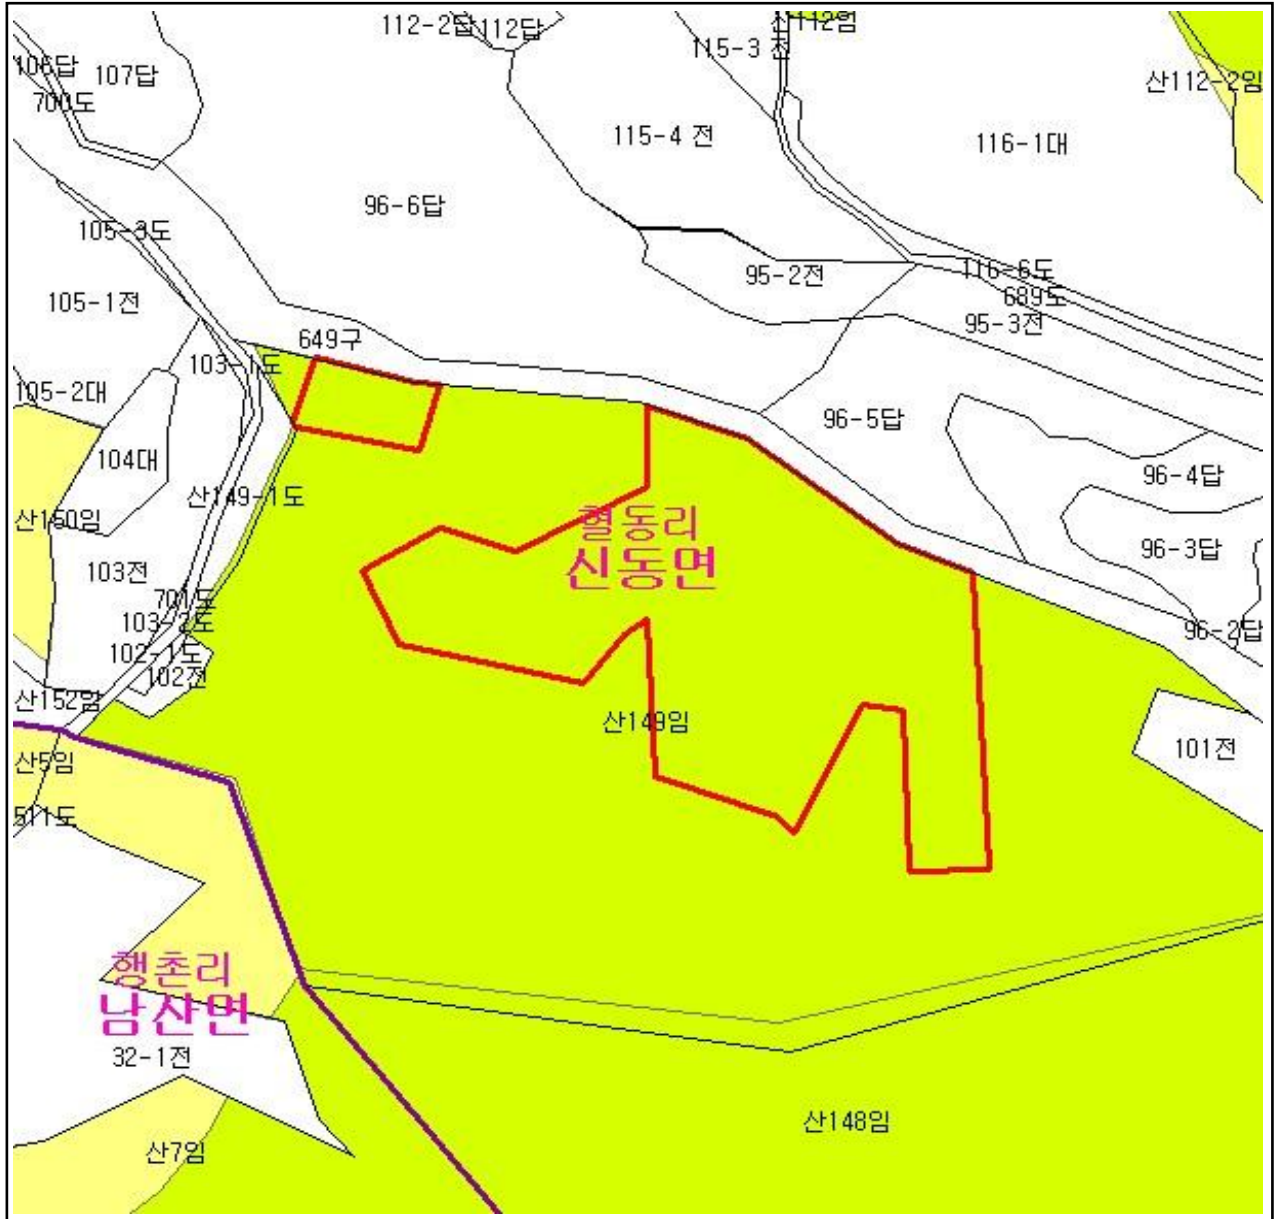 112-2답
112답
산112임
115-3 전
106답
107답
산112-2임
700도
115-4 전
116-1대
96-6답
105-3도
116-6도
95-2전
689도
105-1전
95-3전
649구
103-1도
105-2대
96-5답
104대
96-4답
산149-1도
산150임
혈동리
신동면
96-3답
103전
701도
103-2도
96-2답
102-1도
102전
산152임
산149임
101전
산5임
511도
행촌리
남산면
32-1전
산148임
산7임